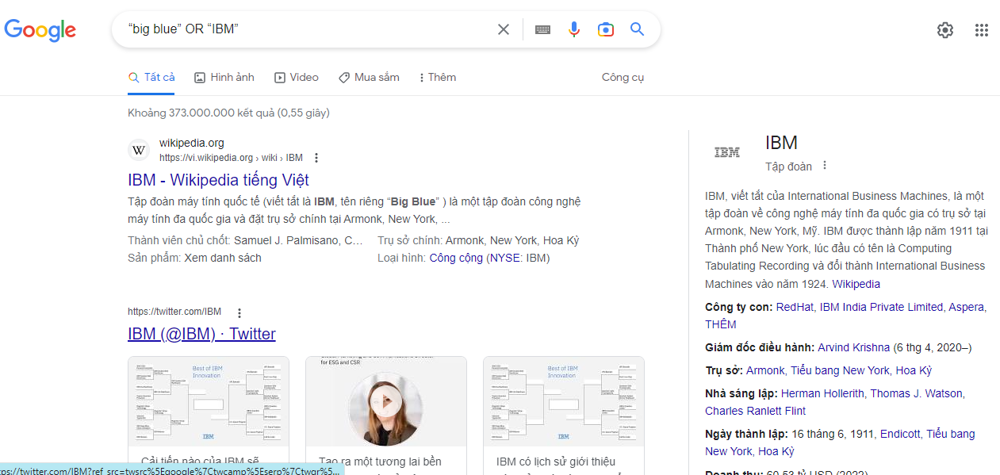 Google
“big blue” OR “IBM”
Tất cả
Hình ảnh
Video
Mua sắm
Thêm
Công cụ
Khoảng 373.000.000 kết quả (0,55 giây)
W
wikipedia.org
https://vi.wikipedia.org › wiki › IBM
IBM - Wikipedia tiếng Việt
Tập đoàn máy tính quốc tế (viết tắt là IBM, tên riêng “Big Blue” ) là một tập đoàn công nghệ
máy tính đa quốc gia và đặt trụ sở chính tại Armonk, New York, ...
Thành viên chủ chốt: Samuel J. Palmisano, C…
Trụ sở chính: Armonk, New York, Hoa Kỳ
Sản phẩm: Xem danh sách
Loại hình: Công cộng (NYSE: IBM)
https://twitter.com/IBM
IBM (@IBM) · Twitter
Best of IBM
Innovation
IBM
for ESG and CSR
Best of IBM
Innovation
IBM
Cải tiến nào của IBM sẽ
Tạo ra một tương lai bền
IBM có lịch sử giới thiệu
IBM
IBM
Tập đoàn
IBM, viết tắt của International Business Machines, là một
tập đoàn về công nghệ máy tính đa quốc gia có trụ sở tại
Armonk, New York, Mỹ. IBM được thành lập năm 1911 tại
Thành phố New York, lúc đầu có tên là Computing
Tabulating Recording và đổi thành International Business
Machines vào năm 1924. Wikipedia
Công ty con: RedHat, IBM India Private Limited, Aspera,
THÊM
Giám đốc điều hành: Arvind Krishna (6 thg 4, 2020–)
Trụ sở: Armonk, Tiểu bang New York, Hoa Kỳ
Nhà sáng lập: Herman Hollerith, Thomas J. Watson,
Charles Ranlett Flint
Ngày thành lập: 16 tháng 6, 1911, Endicott, Tiểu bang
New York, Hoa Kỳ
Doanh thu: 60,53 tỷ USD (2022)